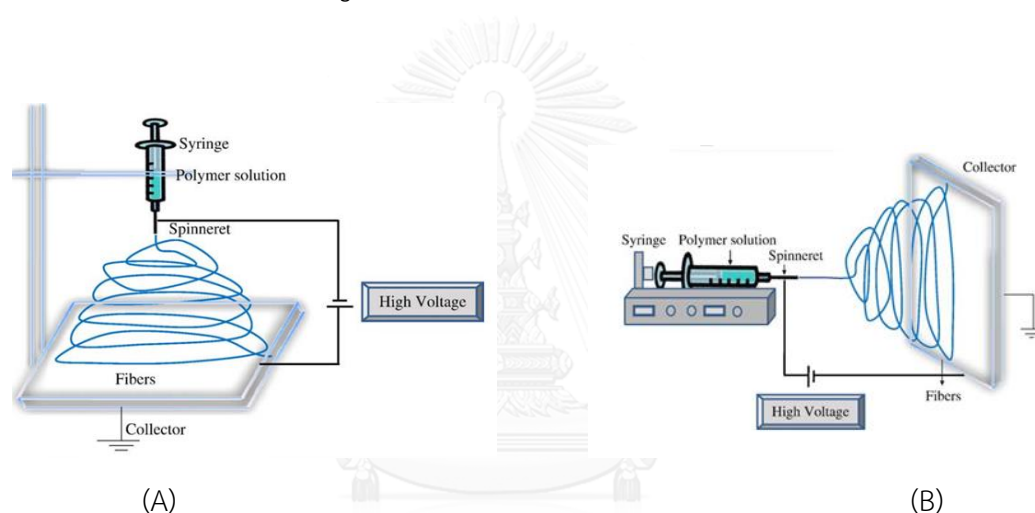 Syringe
Polymer solution
Spinneret
High Voltage
Fibers
Collector
(A)
Collector
Syringe Polymer solution
Spinneret
Fibers
High Voltage
(B)